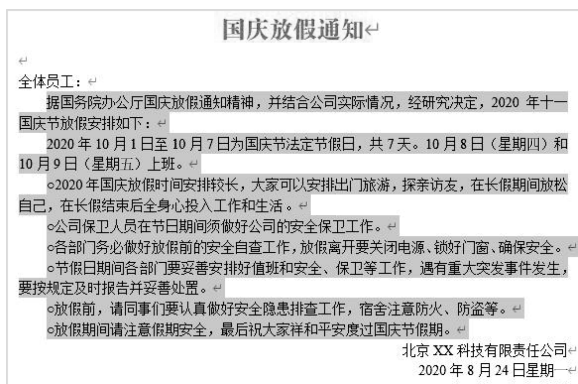 国庆放假通知
全体员工：
据国务院办公厅国庆放假通知精神，并结合公司实际情况，经研究决定，2020 年十一
国庆节放假安排如下：
2020 年 10 月 1 日至 10 月 7 日为国庆节法定节假日，共 7 天。10 月 8 日（星期四）和
10 月 9 日（星期五）上班。
○2020 年国庆放假时间安排较长，大家可以安排出门旅游，探亲访友，在长假期间放松
自己，在长假结束后全身心投入工作和生活。
○公司保卫人员在节日期间须做好公司的安全保卫工作。
○各部门务必做好放假前的安全自查工作，放假离开要关闭电源、锁好门窗、确保安全。
○节假日期间各部门要妥善安排好值班和安全、保卫等工作，遇有重大突发事件发生，
要按规定及时报告并妥善处置。
○放假前，请同事们要认真做好安全隐患排查工作，宿舍注意防火、防盗等。
○放假期间请注意假期安全，最后祝大家祥和平安度过国庆节假期。
北京 XX 科技有限责任公司
2020 年 8 月 24 日星期一